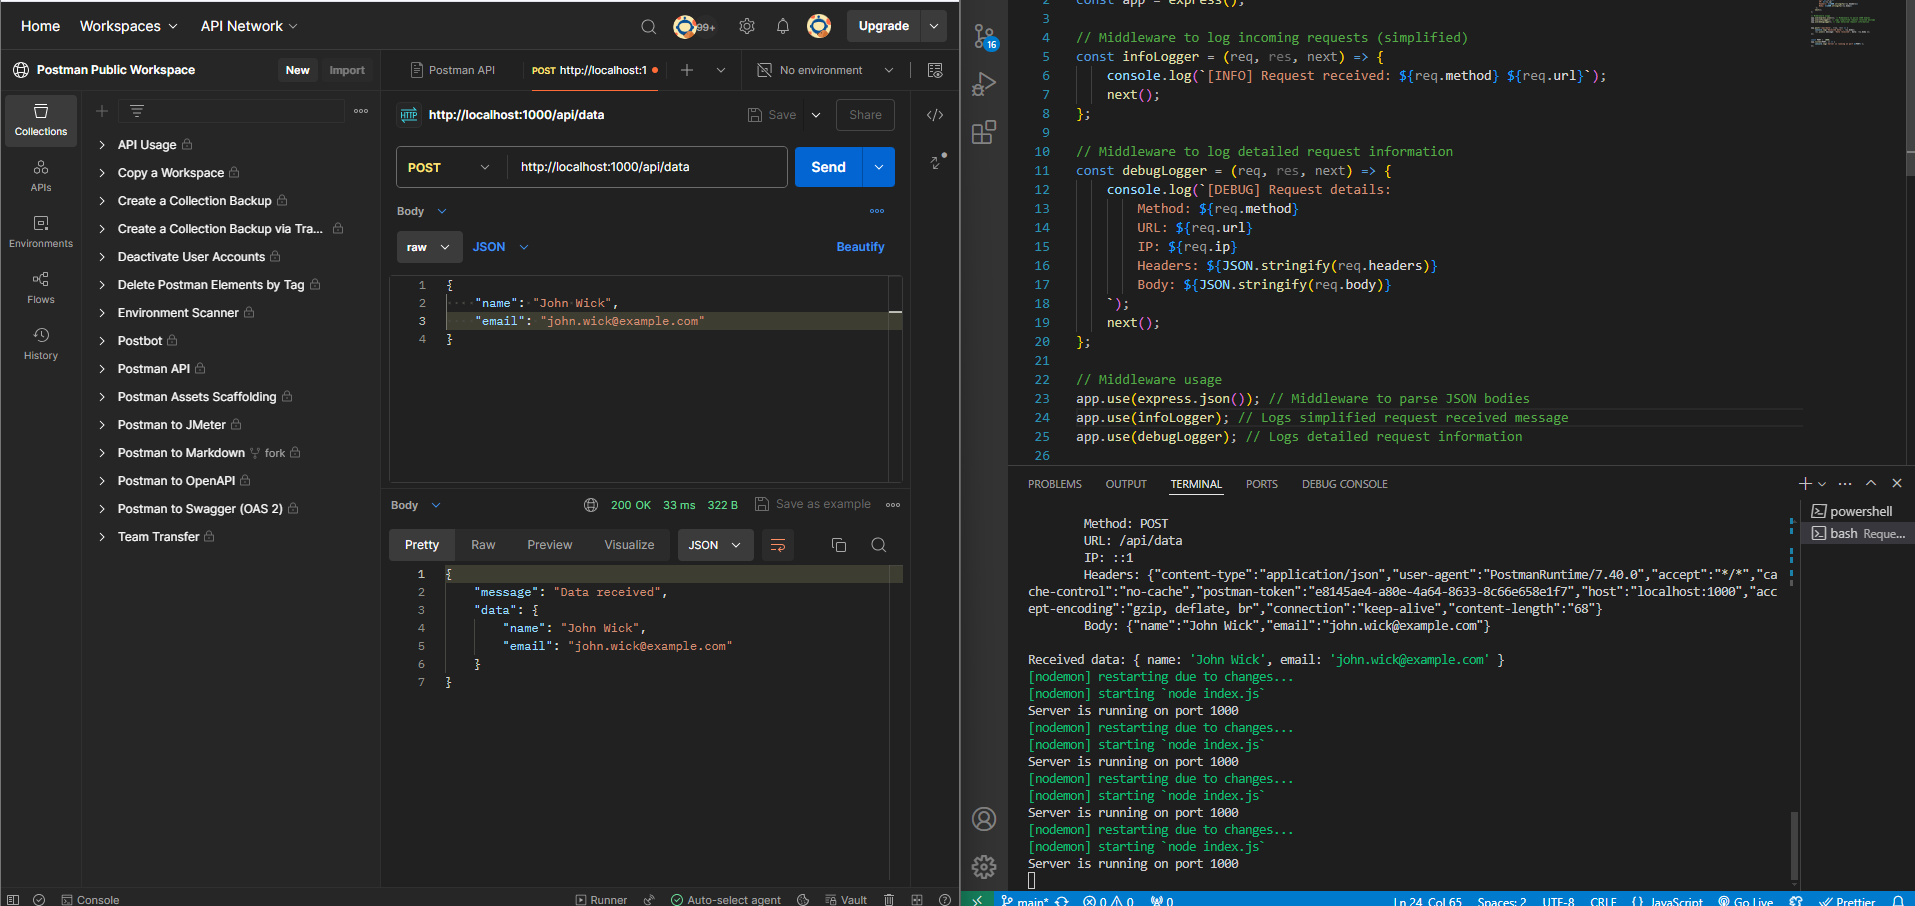 Home Workspaces API Network 99+ Upgrade
Postman Public Workspace New Import
Postman API POST http://localhost:1 No environment
Collections
APIs
Environments
Flows
History
API Usage
Copy a Workspace
Create a Collection Backup
Create a Collection Backup via Tra...
Deactivate User Accounts
Delete Postman Elements by Tag
Environment Scanner
Postbot
Postman API
Postman Assets Scaffolding
Postman to JMeter
Postman to Markdown fork
Postman to OpenAPI
Postman to Swagger (OAS 2)
Team Transfer
HTTP http://localhost:1000/api/data Save Share
POST http://localhost:1000/api/data Send
Body
raw JSON Beautify
1 {
2 "name": "John Wick",
3 "email": "john.wick@example.com"
4 }
Body 200 OK 33 ms 322 B Save as example
Pretty Raw Preview Visualize JSON
1 {
2 "message": "Data received",
3 "data": {
4 "name": "John Wick",
5 "email": "john.wick@example.com"
6 }
7 }
Console Runner Auto-select agent Vault
16
2 const app = express();
3
4 // Middleware to log incoming requests (simplified)
5 const infoLogger = (req, res, next) => {
6 console.log(`[INFO] Request received: ${req.method} ${req.url}`);
7 next();
8 };
9
10 // Middleware to log detailed request information
11 const debugLogger = (req, res, next) => {
12 console.log(`[DEBUG] Request details:
13 Method: ${req.method}
14 URL: ${req.url}
15 IP: ${req.ip}
16 Headers: ${JSON.stringify(req.headers)}
17 Body: ${JSON.stringify(req.body)}
18 `);
19 next();
20 };
21
22 // Middleware usage
23 app.use(express.json()); // Middleware to parse JSON bodies
24 app.use(infoLogger); // Logs simplified request received message
25 app.use(debugLogger); // Logs detailed request information
26
PROBLEMS OUTPUT TERMINAL PORTS DEBUG CONSOLE
powershell
bash Reque...
Method: POST
URL: /api/data
IP: ::1
Headers: {"content-type":"application/json","user-agent":"PostmanRuntime/7.40.0","accept":"*/*","ca
che-control":"no-cache","postman-token":"e8145ae4-a80e-4a64-8633-8c66e658e1f7","host":"localhost:1000","acc
ept-encoding":"gzip, deflate, br","connection":"keep-alive","content-length":"68"}
Body: {"name":"John Wick","email":"john.wick@example.com"}
Received data: { name: 'John Wick', email: 'john.wick@example.com' }
[nodemon] restarting due to changes...
[nodemon] starting `node index.js`
Server is running on port 1000
[nodemon] restarting due to changes...
[nodemon] starting `node index.js`
Server is running on port 1000
[nodemon] restarting due to changes...
[nodemon] starting `node index.js`
Server is running on port 1000
[nodemon] restarting due to changes...
[nodemon] starting `node index.js`
Server is running on port 1000
main* 0 0 0 Ln 24, Col 65 Spaces: 2 UTF-8 CRLF {} JavaScript Go Live Prettier